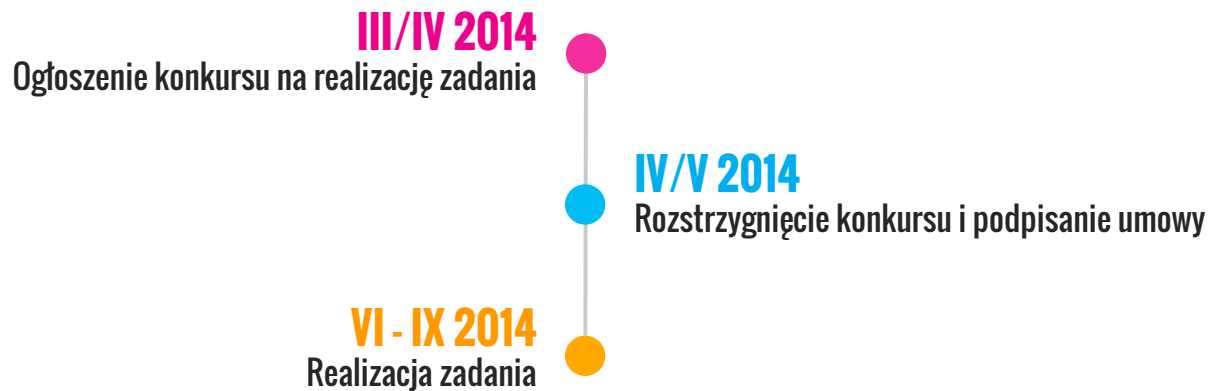 III/IV 2014
Ogłoszenie konkursu na realizację zadania
IV/V 2014
Rozstrzygnięcie konkursu i podpisanie umowy
VI - IX 2014
Realizacja zadania